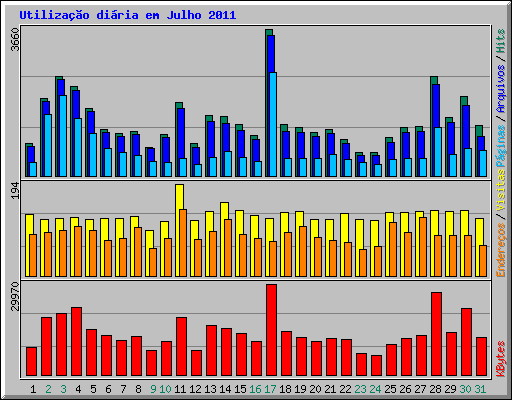 Utilização diária em Julho 2011
3660
194
29970
Páginas / Arquivos / Hits
Endereços / Visitas
KBytes
1 2 3 4 5 6 7 8 9 10 11 12 13 14 15 16 17 18 19 20 21 22 23 24 25 26 27 28 29 30 31